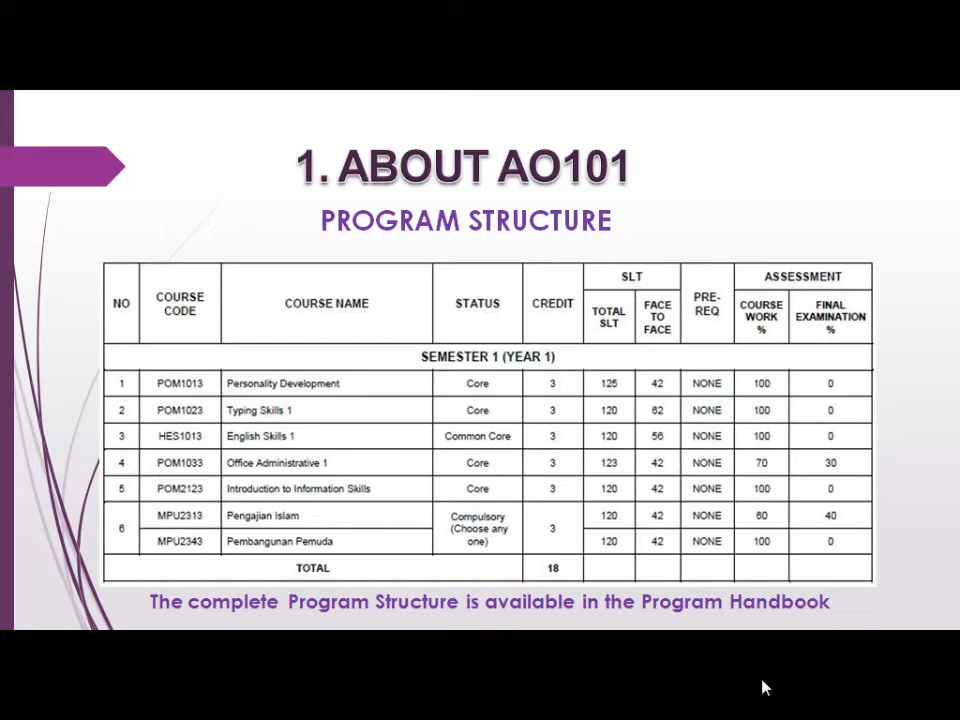 1. ABOUT AO101
PROGRAM STRUCTURE
NO COURSE CODE COURSE NAME STATUS CREDIT SLT PRE-REQ ASSESSMENT
TOTAL SLT FACE TO FACE COURSE WORK % FINAL EXAMINATION %
SEMESTER 1 (YEAR 1)
1 POM1013 Personality Development Core 3 125 42 NONE 100 0
2 POM1023 Typing Skills 1 Core 3 120 62 NONE 100 0
3 HES1013 English Skills 1 Common Core 3 120 56 NONE 100 0
4 POM1033 Office Administrative 1 Core 3 123 42 NONE 70 30
5 POM2123 Introduction to Information Skills Core 3 120 42 NONE 100 0
6 MPU2313 Pengajian Islam Compulsory (Choose any one) 3 120 42 NONE 60 40
MPU2343 Pembangunan Pemuda 120 42 NONE 100 0
TOTAL 18
The complete Program Structure is available in the Program Handbook